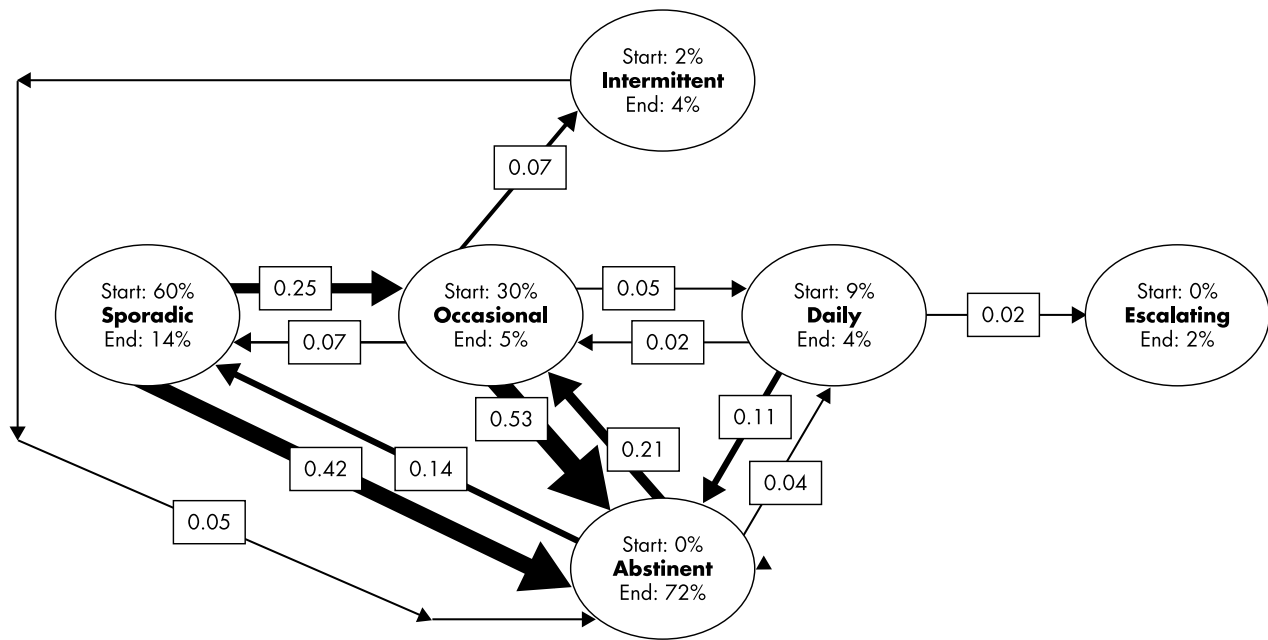 Start: 2%
Intermittent
End: 4%
0.07
Start: 60%
Sporadic
End: 14%
0.25
0.07
Start: 30%
Occasional
End: 5%
0.05
0.02
Start: 9%
Daily
End: 4%
0.02
Start: 0%
Escalating
End: 2%
0.42
0.14
0.53
0.21
0.11
0.04
0.05
Start: 0%
Abstinent
End: 72%